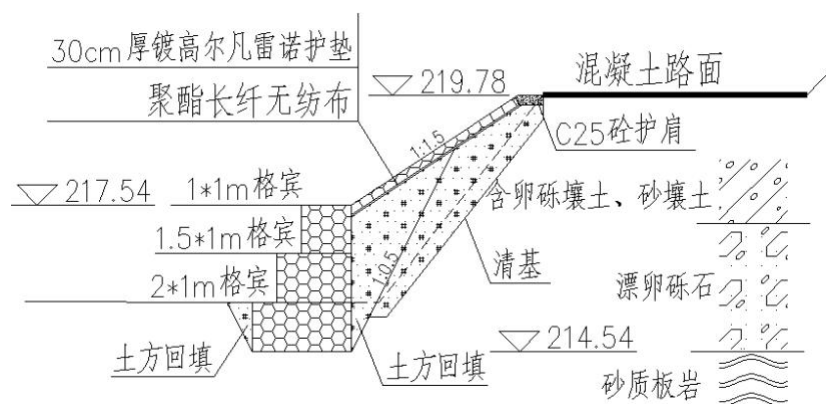 30cm厚镀高尔凡雷诺护垫
聚酯长纤无纺布
219.78
混凝土路面
C25砼护肩
1:1.5
217.54
1*1m格宾
1.5*1m格宾
2*1m格宾
含卵砾壤土、砂壤土
清基
1:0.5
漂卵砾石
214.54
土方回填
土方回填
砂质板岩